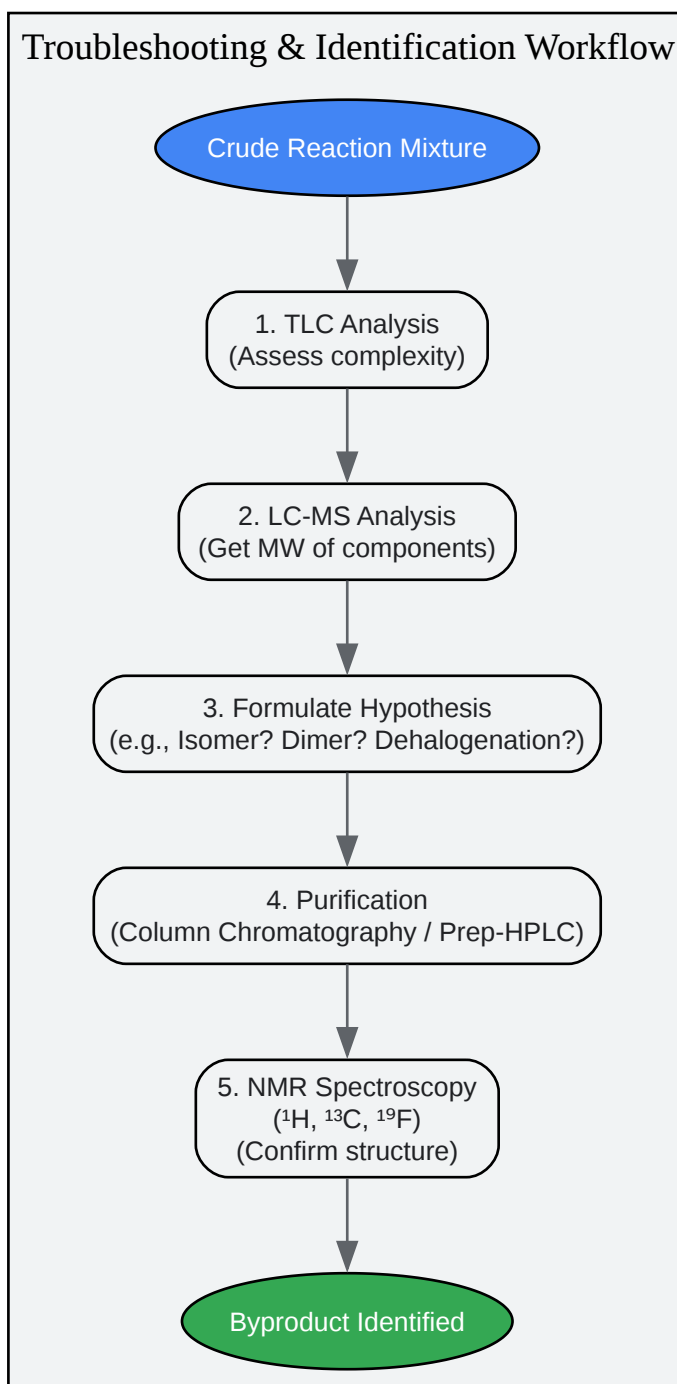 Troubleshooting & Identification Workflow
Crude Reaction Mixture
1. TLC Analysis
(Assess complexity)
2. LC-MS Analysis
(Get MW of components)
3. Formulate Hypothesis
(e.g., Isomer? Dimer? Dehalogenation?)
4. Purification
(Column Chromatography / Prep-HPLC)
5. NMR Spectroscopy
(¹H, ¹³C, ¹⁹F)
(Confirm structure)
Byproduct Identified